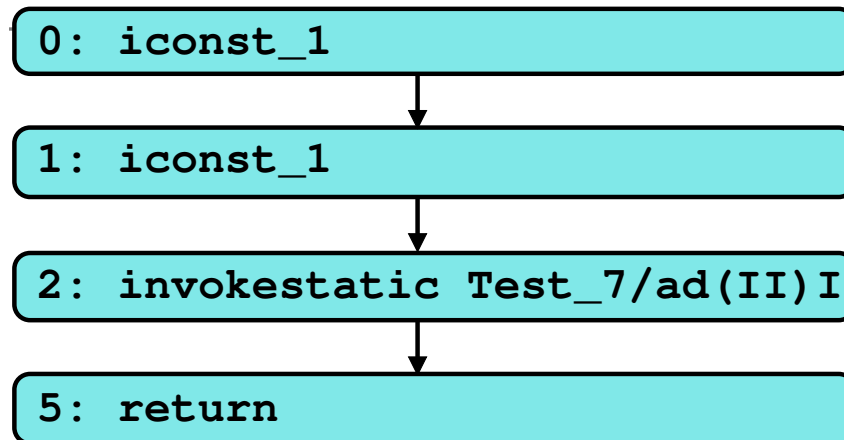 0: iconst_1
1: iconst_1
2: invokestatic Test_7/ad(II)I
5: return